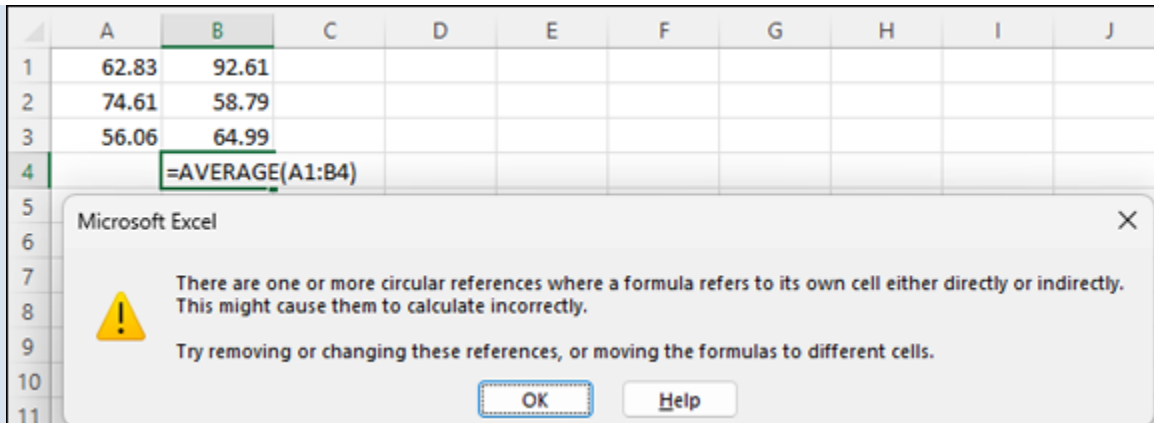 A B C D E F G H I J
1 62.83 92.61
2 74.61 58.79
3 56.06 64.99
4 =AVERAGE(A1:B4)
5
Microsoft Excel
6
7
There are one or more circular references where a formula refers to its own cell either directly or indirectly.
8
This might cause them to calculate incorrectly.
9
Try removing or changing these references, or moving the formulas to different cells.
10
OK Help
11